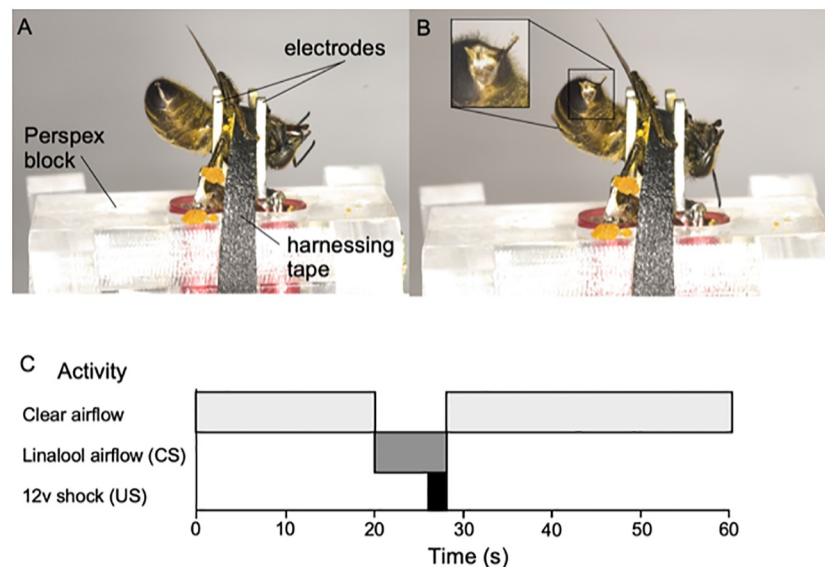 A
electrodes
Perspex
block
harnessing
tape
B
C Activity
Clear airflow
Linalool airflow (CS)
12v shock (US)
0 10 20 30 40 50 60
Time (s)